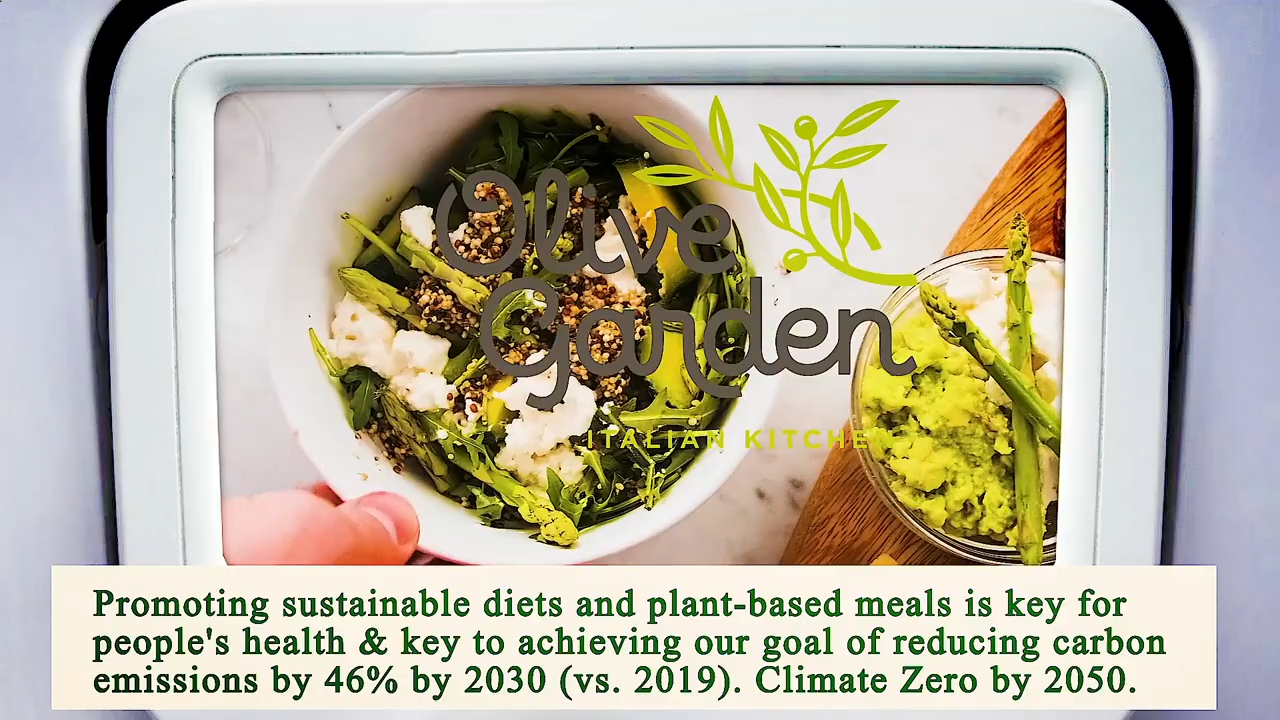 Olive
Garden
ITALIAN KITCHEN
Promoting sustainable diets and plant-based meals is key for
people's health & key to achieving our goal of reducing carbon
emissions by 46% by 2030 (vs. 2019). Climate Zero by 2050.